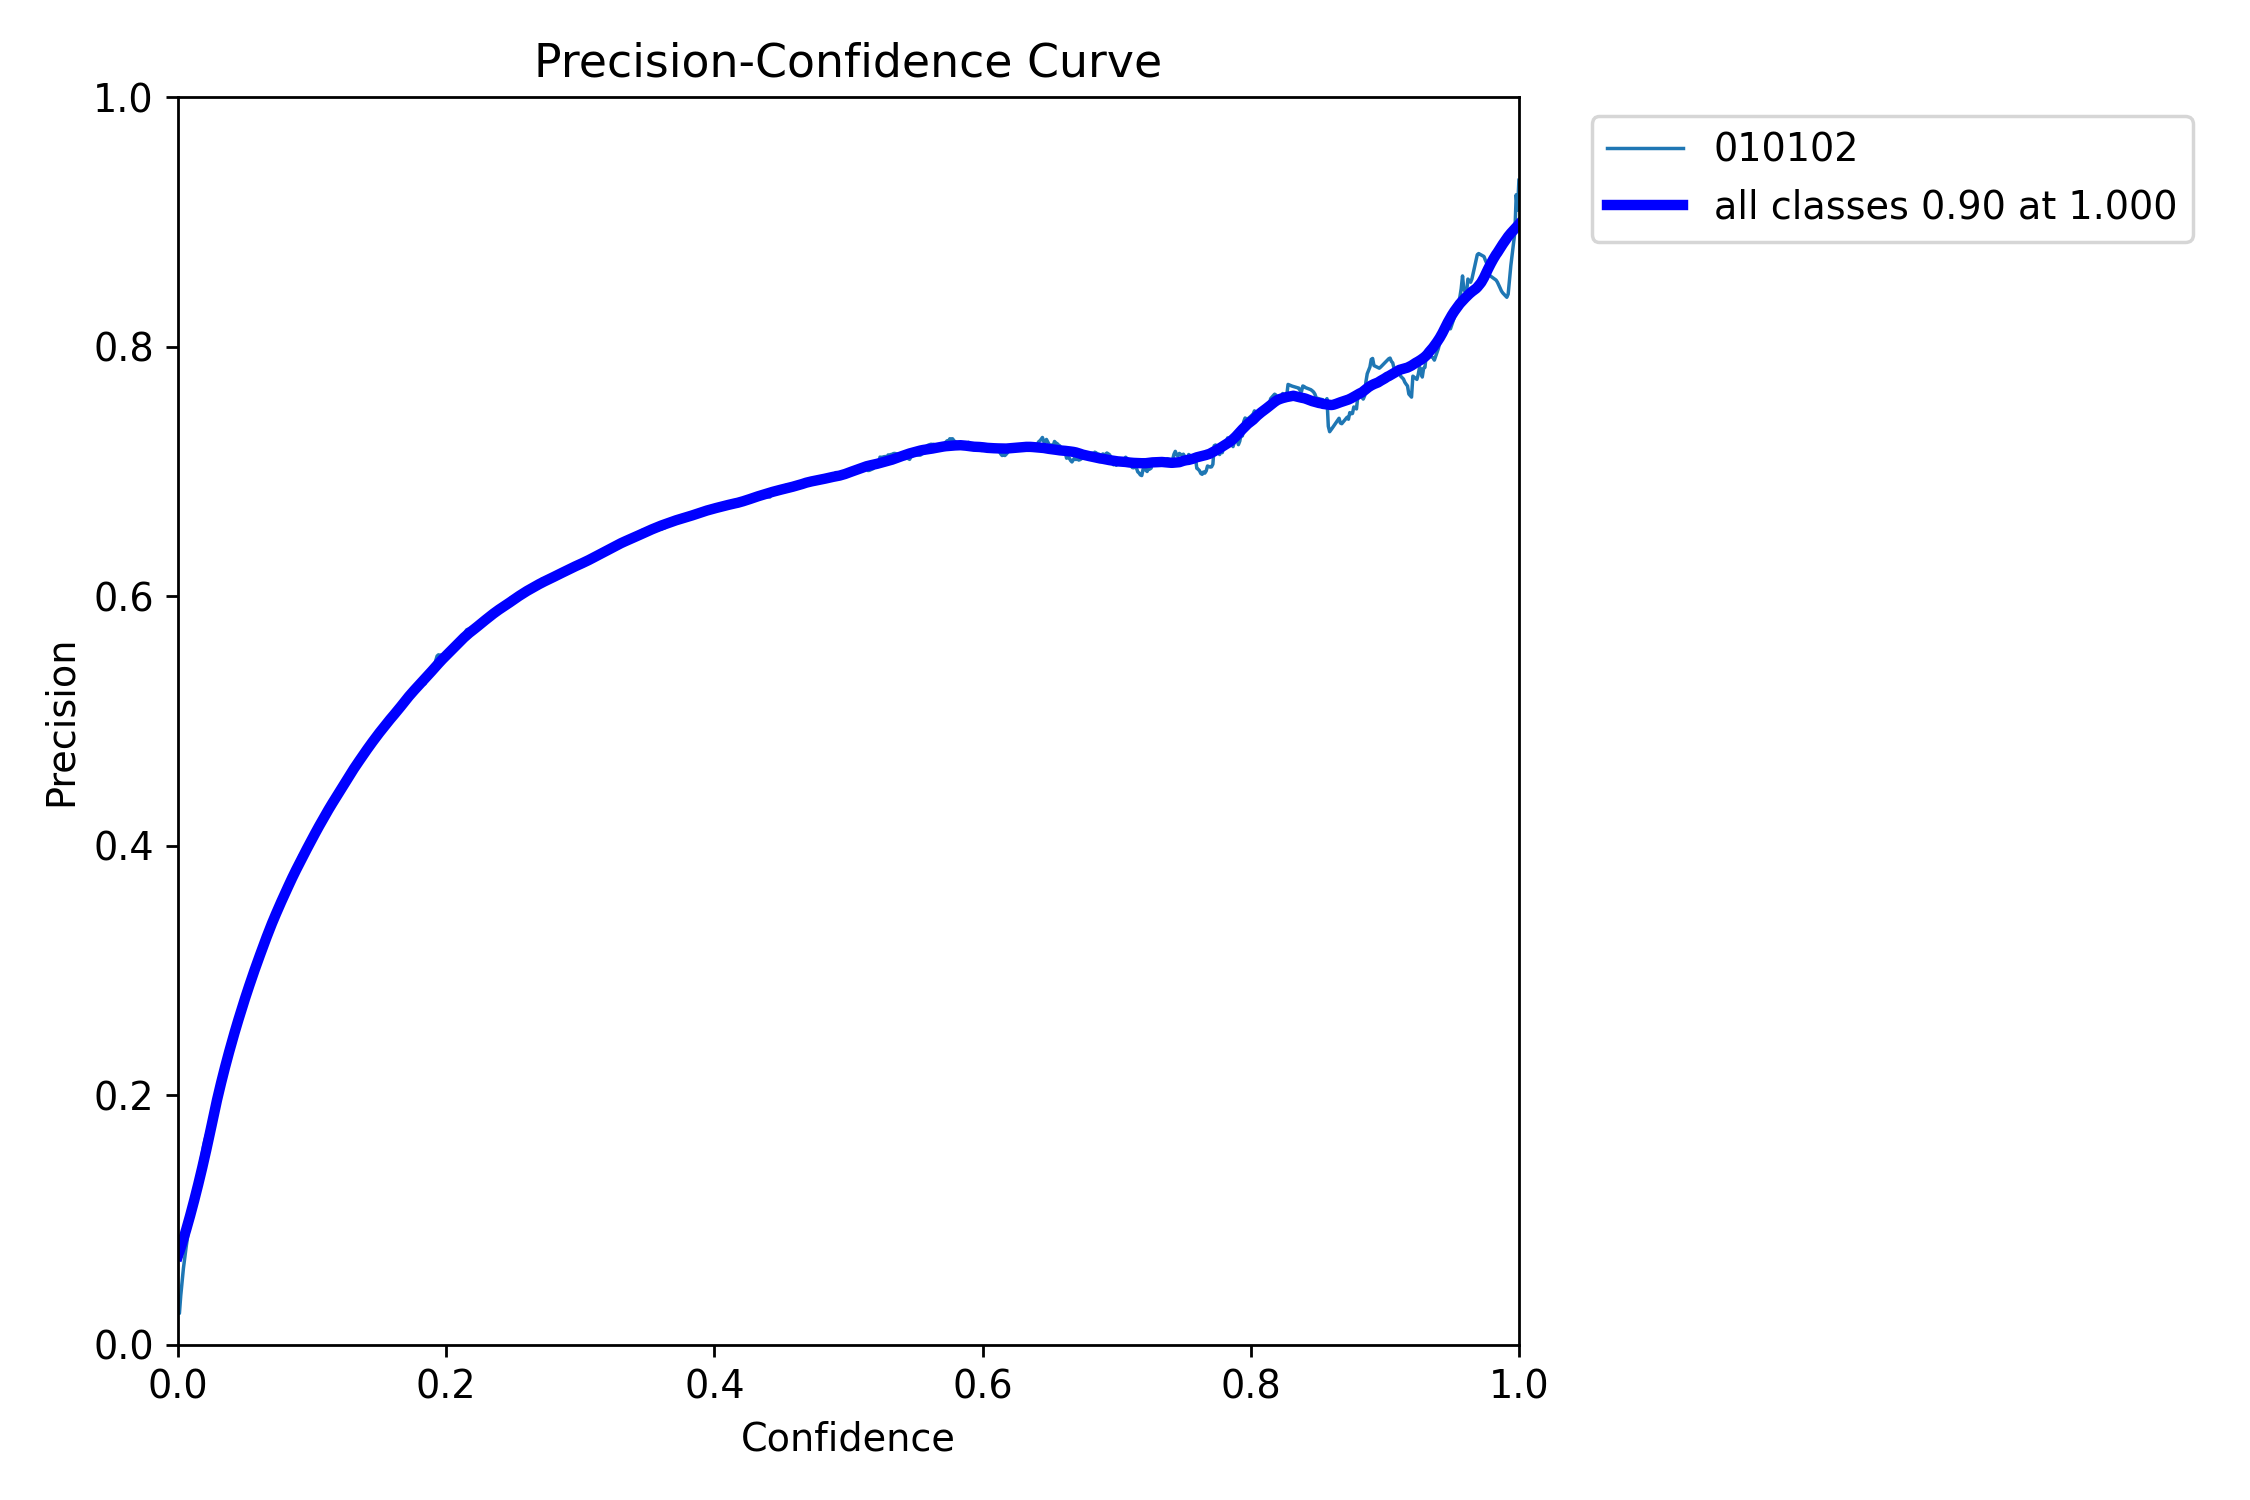 Precision-Confidence Curve
1.0
0.8
0.6
0.4
0.2
0.0
Precision
0.0 0.2 0.4 0.6 0.8 1.0
Confidence
010102
all classes 0.90 at 1.000